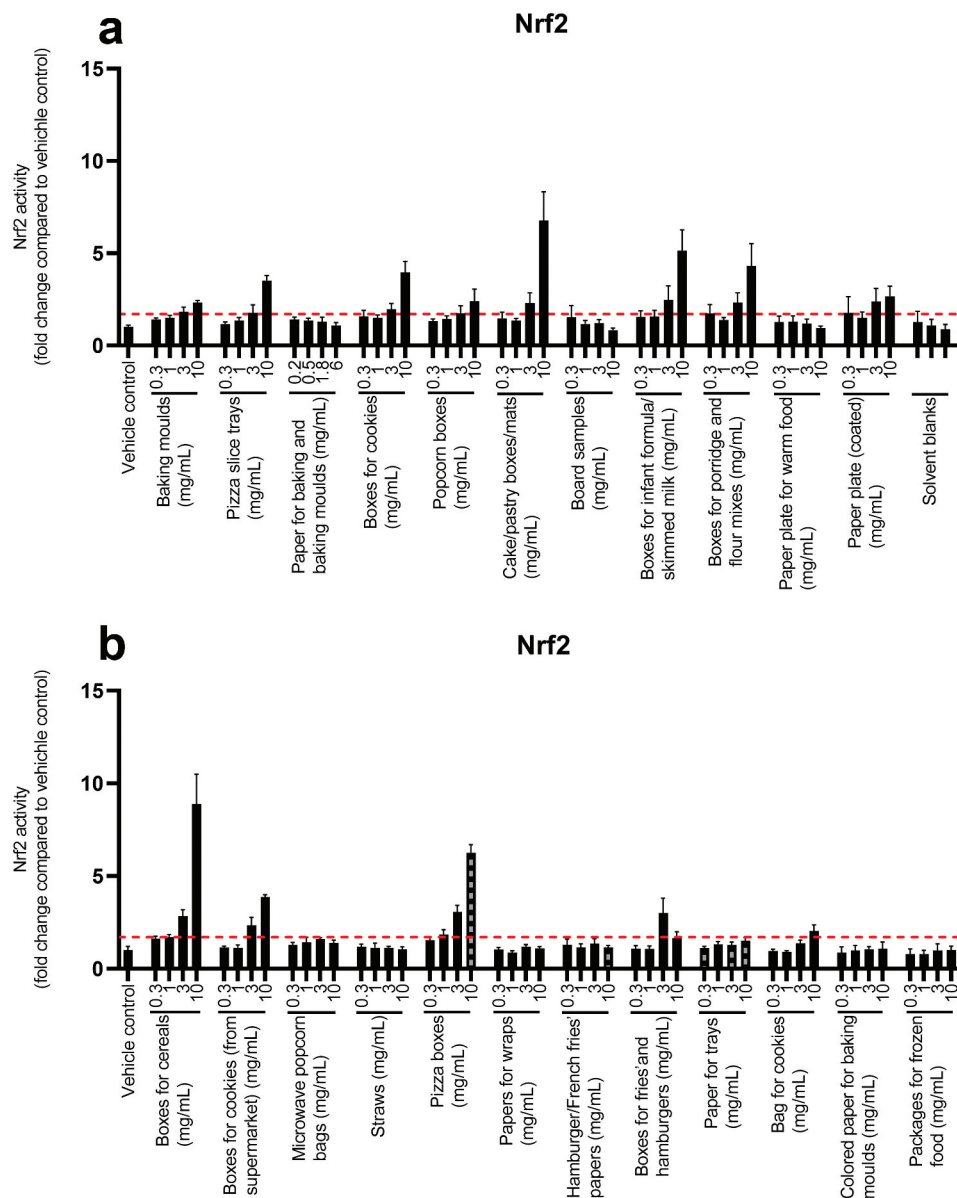 a
Nrf2
Nrf2 activity
(fold change compared to vehichle control)
15
10
5
0
Vehicle control
0.3
1
3
10
Baking moulds
(mg/mL)
0.3
1
3
10
Pizza slice trays
(mg/mL)
0.2
0.5
1.8
6
Paper for baking and
baking moulds (mg/mL)
0.3
1
3
10
Boxes for cookies
(mg/mL)
0.3
1
3
10
Popcorn boxes
(mg/mL)
0.3
1
3
10
Cake/pastry boxes/mats
(mg/mL)
0.3
1
3
10
Board samples
(mg/mL)
0.3
1
3
10
Boxes for infant formula/
skimmed milk (mg/mL)
0.3
1
3
10
Boxes for porridge and
flour mixes (mg/mL)
0.3
1
3
10
Paper plate for warm food
(mg/mL)
0.3
1
3
10
Paper plate (coated)
(mg/mL)
Solvent blanks
b
Nrf2
Nrf2 activity
(fold change compared to vehichle control)
15
10
5
0
Vehicle control
0.3
1
3
10
Boxes for cereals
(mg/mL)
0.3
1
3
10
Boxes for cookies (from
supermarket) (mg/mL)
0.3
1
3
10
Microwave popcorn
bags (mg/mL)
0.3
1
3
10
Straws (mg/mL)
0.3
1
3
10
Pizza boxes
(mg/mL)
0.3
1
3
10
Papers for wraps
(mg/mL)
0.3
1
3
10
Hamburger/French fries'
papers (mg/mL)
0.3
1
3
10
Boxes for fries'and
hamburgers (mg/mL)
0.3
1
3
10
Paper for trays
(mg/mL)
0.3
1
3
10
Bag for cookies
(mg/mL)
0.3
1
3
10
Colored paper for baking
moulds (mg/mL)
0.3
1
3
10
Packages for frozen
food (mg/mL)